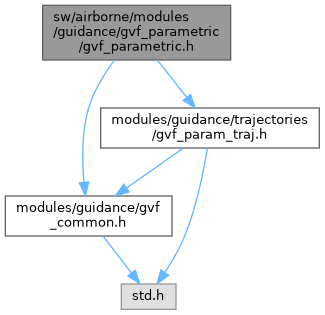 sw/airborne/modules
/guidance/gvf_parametric
/gvf_parametric.h
modules/guidance/trajectories
/gvf_param_traj.h
modules/guidance/gvf
_common.h
std.h